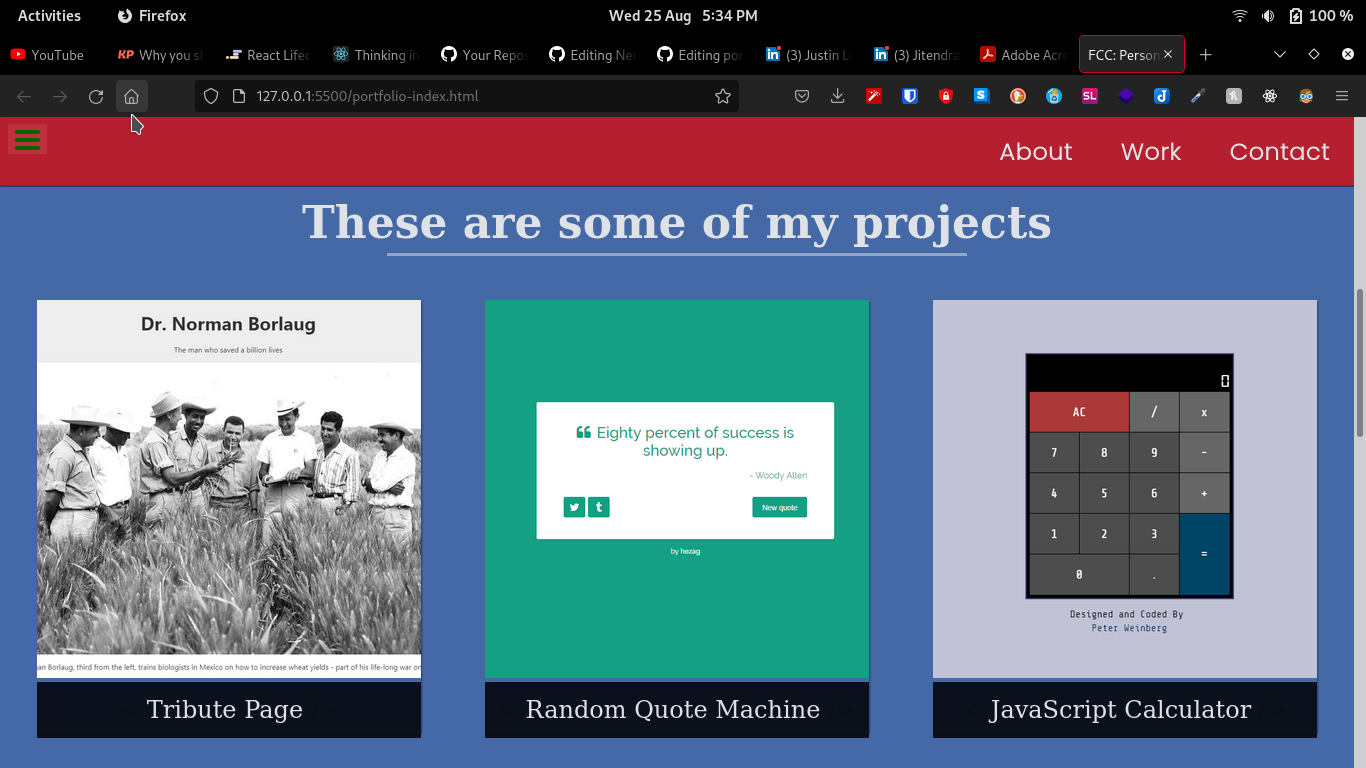 Activities Firefox Wed 25 Aug 5:34 PM 100 %
YouTube KP Why you sh React Lifec Thinking in Your Repos Editing Net Editing por (3) Justin Le (3) Jitendra Adobe Acro FCC: Person
127.0.0.1:5500/portfolio-index.html SL
About Work Contact
These are some of my projects
Dr. Norman Borlaug
The man who saved a billion lives
an Borlaug, third from the left, trains biologists in Mexico on how to increase wheat yields - part of his life-long war on
Tribute Page
Eighty percent of success is
showing up.
- Woody Allen
New quote
by hezag
Random Quote Machine
0
AC / x
7 8 9 -
4 5 6 +
1 2 3
=
0 .
Designed and Coded By
Peter Weinberg
JavaScript Calculator